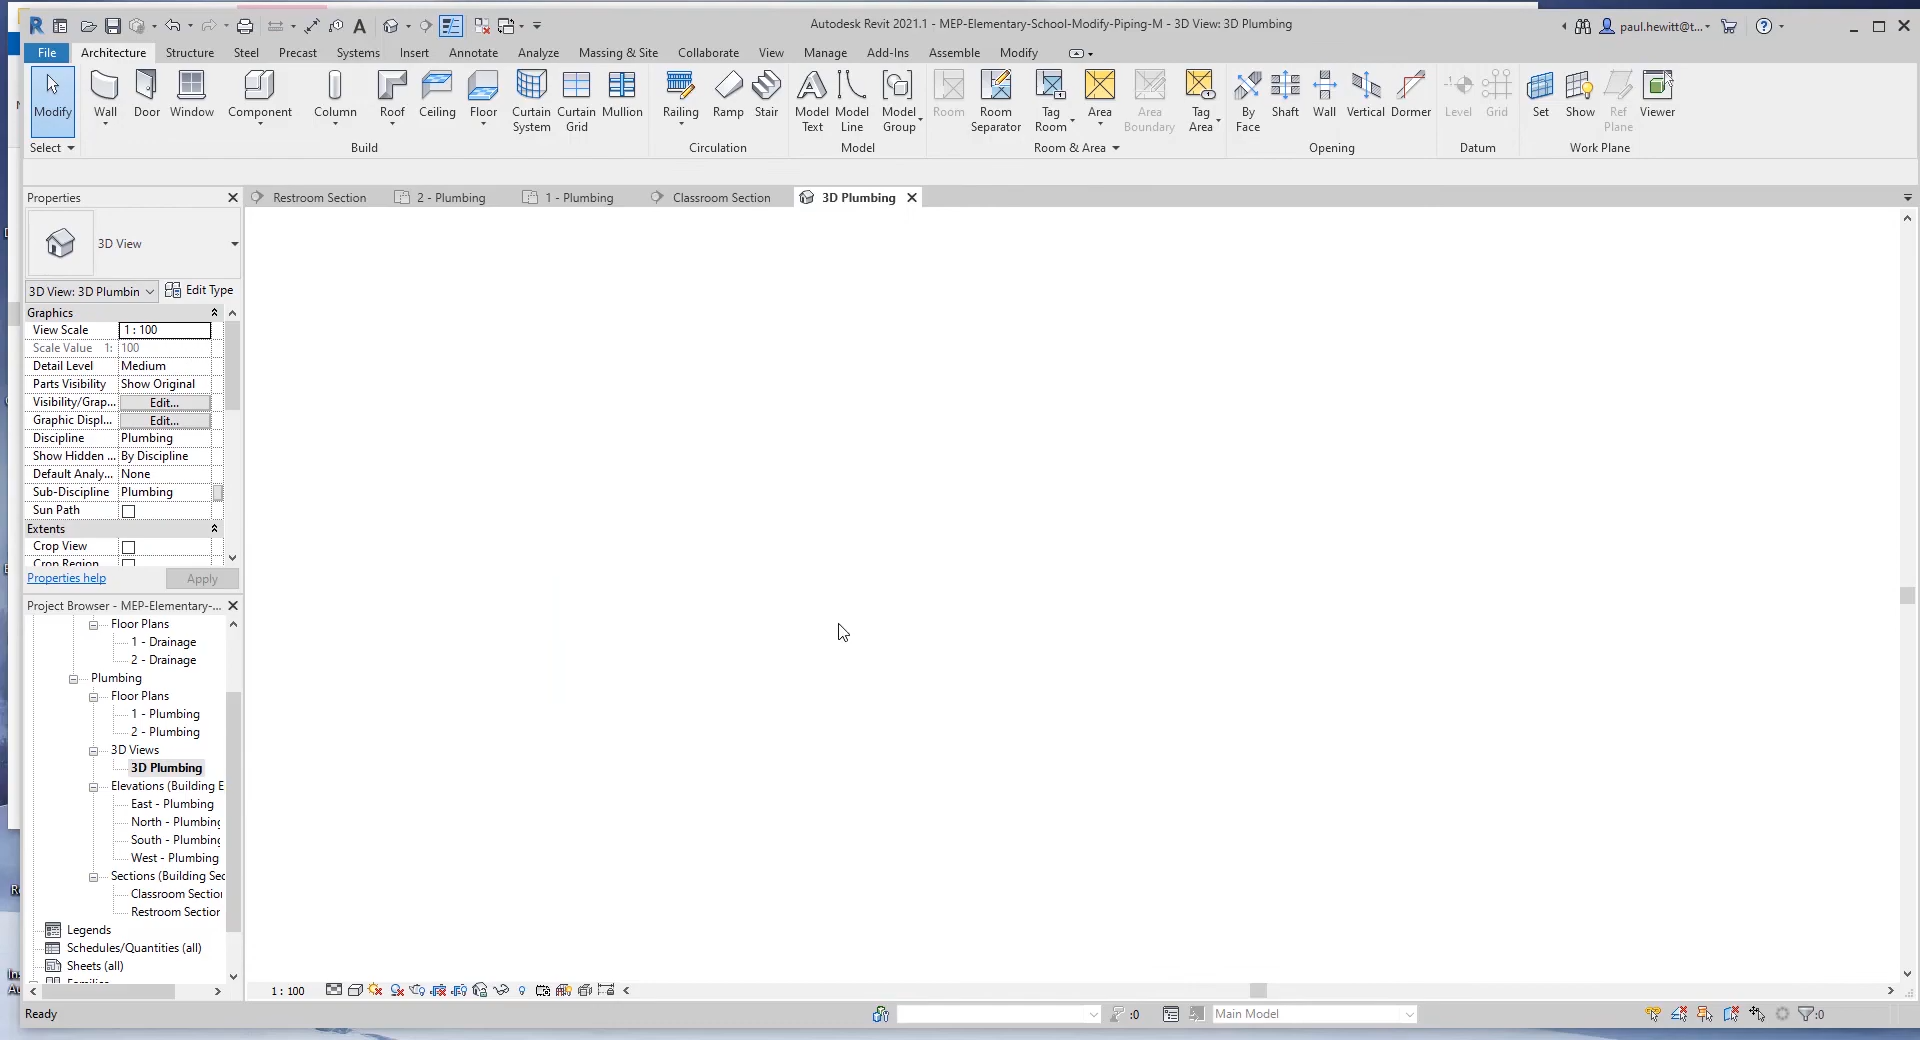 Autodesk Revit 2021.1 - MEP-Elementary-School-Modify-Piping-M - 3D View: 3D Plumbing
paul.hewitt@t...
File Architecture Structure Steel Precast Systems Insert Annotate Analyze Massing & Site Collaborate View Manage Add-Ins Assemble Modify
Modify Wall Door Window Component Column Roof Ceiling Floor Curtain System Curtain Grid Mullion Railing Ramp Stair Model Text Model Line Model Group Room Room Separator Tag Room Area Area Boundary Tag Area By Face Shaft Wall Vertical Dormer Level Grid Set Show Ref Plane Viewer
Select Build Circulation Model Room & Area Opening Datum Work Plane
Properties
Restroom Section 2 - Plumbing 1 - Plumbing Classroom Section 3D Plumbing
3D View
3D View: 3D Plumbin Edit Type
Graphics
View Scale 1 : 100
Scale Value 1: 100
Detail Level Medium
Parts Visibility Show Original
Visibility/Grap... Edit...
Graphic Displ... Edit...
Discipline Plumbing
Show Hidden ... By Discipline
Default Analy... None
Sub-Discipline Plumbing
Sun Path
Extents
Crop View
Crop Region
Properties help Apply
Project Browser - MEP-Elementary-...
Floor Plans
1 - Drainage
2 - Drainage
Plumbing
Floor Plans
1 - Plumbing
2 - Plumbing
3D Views
3D Plumbing
Elevations (Building E
East - Plumbing
North - Plumbing
South - Plumbing
West - Plumbing
Sections (Building Sec
Classroom Section
Restroom Section
Legends
Schedules/Quantities (all)
Sheets (all)
Families
1 : 100
Ready
:0
Main Model
:0